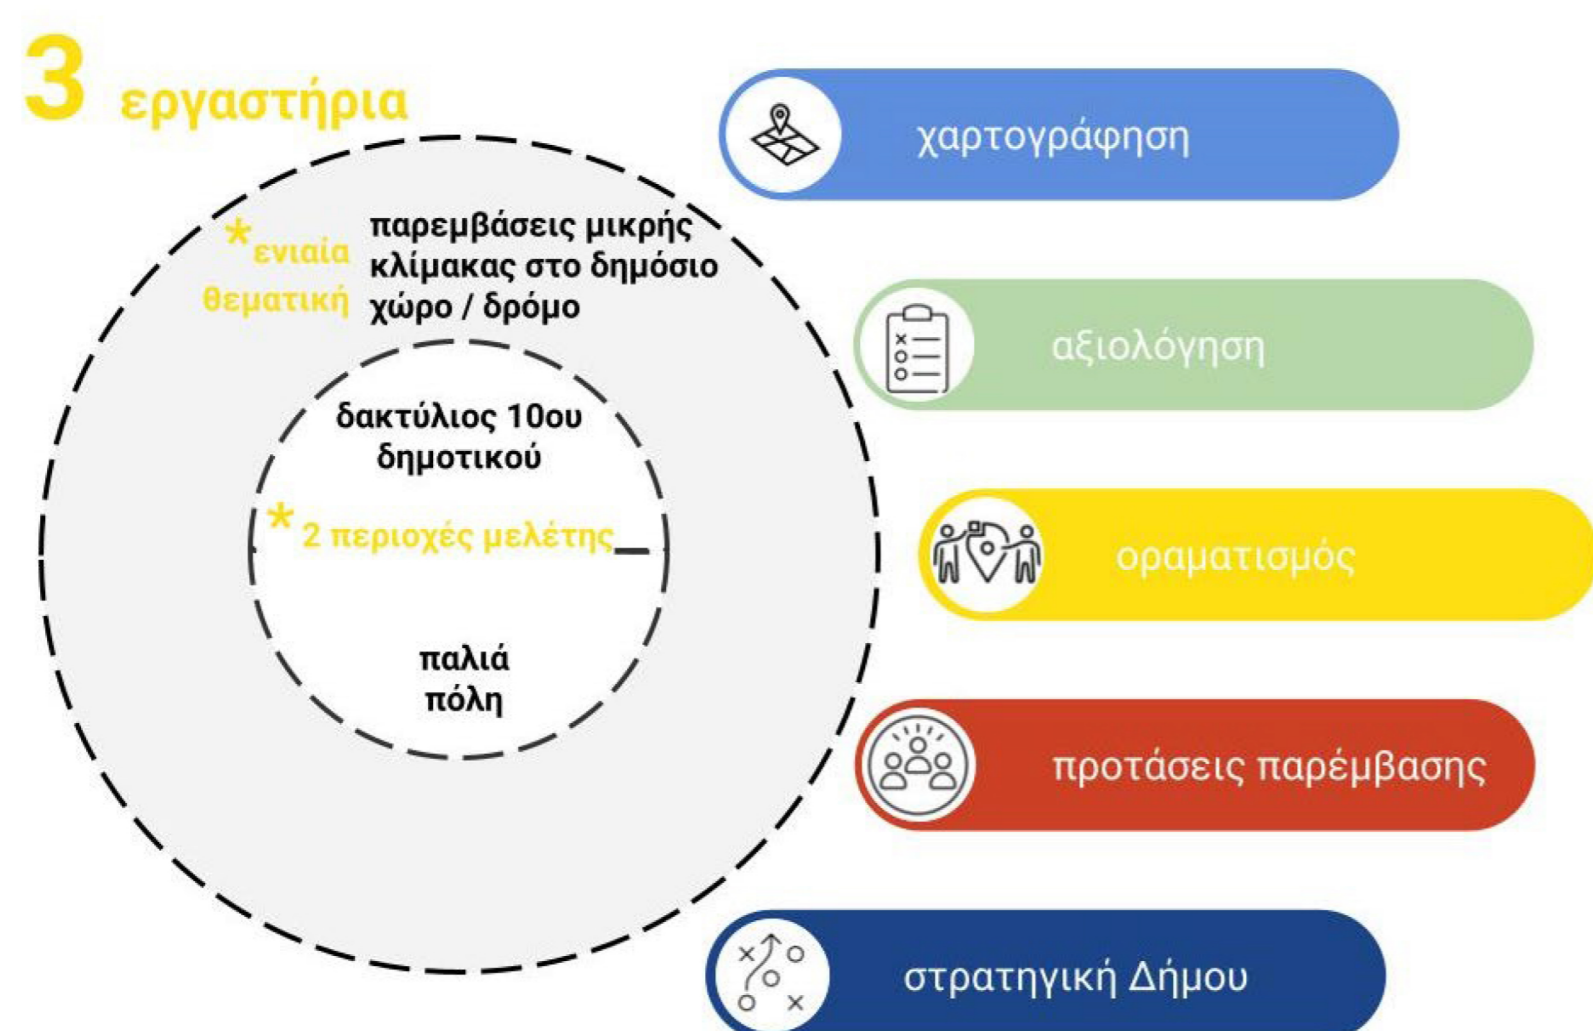 3 εργαστήρια
*ενιαία
θεματική
παρεμβάσεις μικρής
κλίμακας στο δημόσιο
χώρο / δρόμο
δακτύλιος 10ου
δημοτικού
* 2 περιοχές μελέτης
παλιά
πόλη
χαρτογράφηση
αξιολόγηση
οραματισμός
προτάσεις παρέμβασης
στρατηγική Δήμου